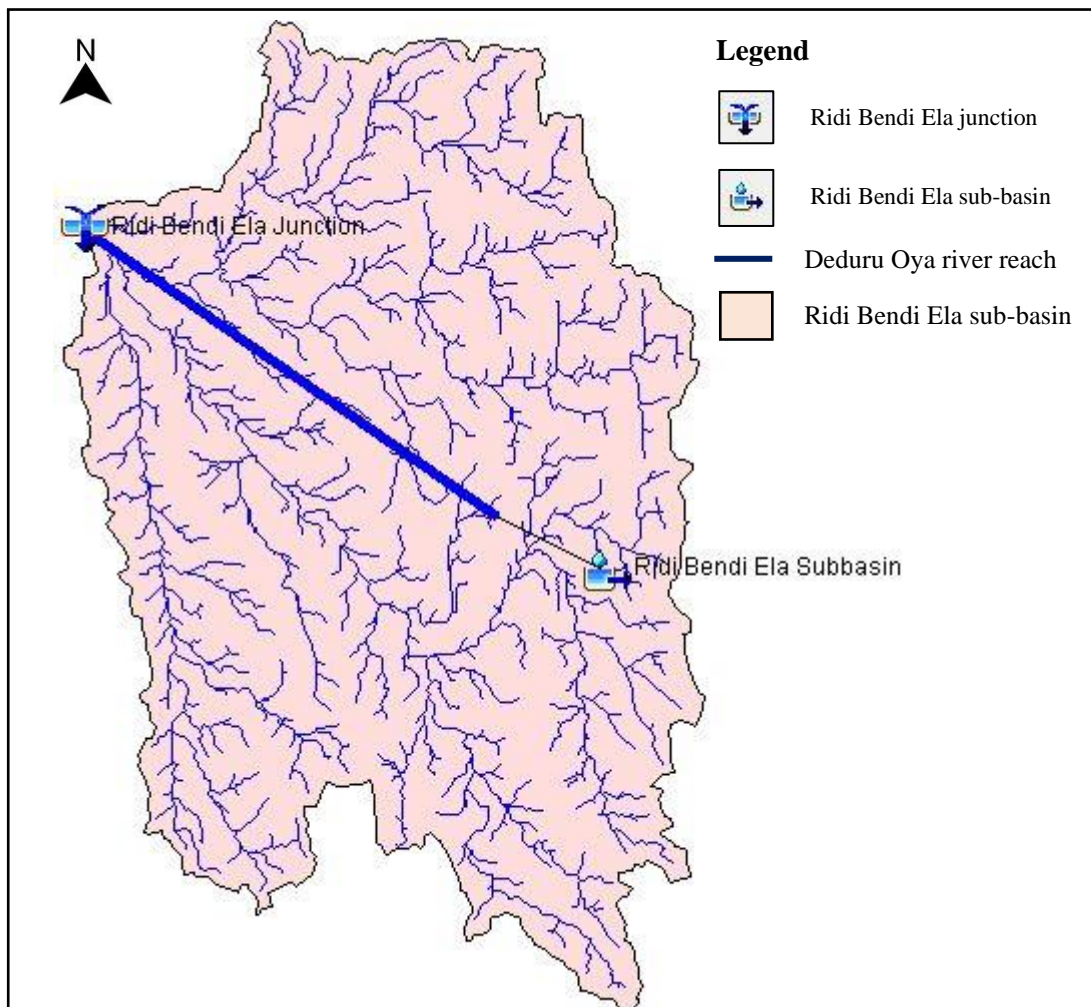 N
Legend
Ridi Bendi Ela junction
Ridi Bendi Ela sub-basin
Deduru Oya river reach
Ridi Bendi Ela sub-basin
Ridi Bendi Ela Junction
Ridi Bendi Ela Subbasin